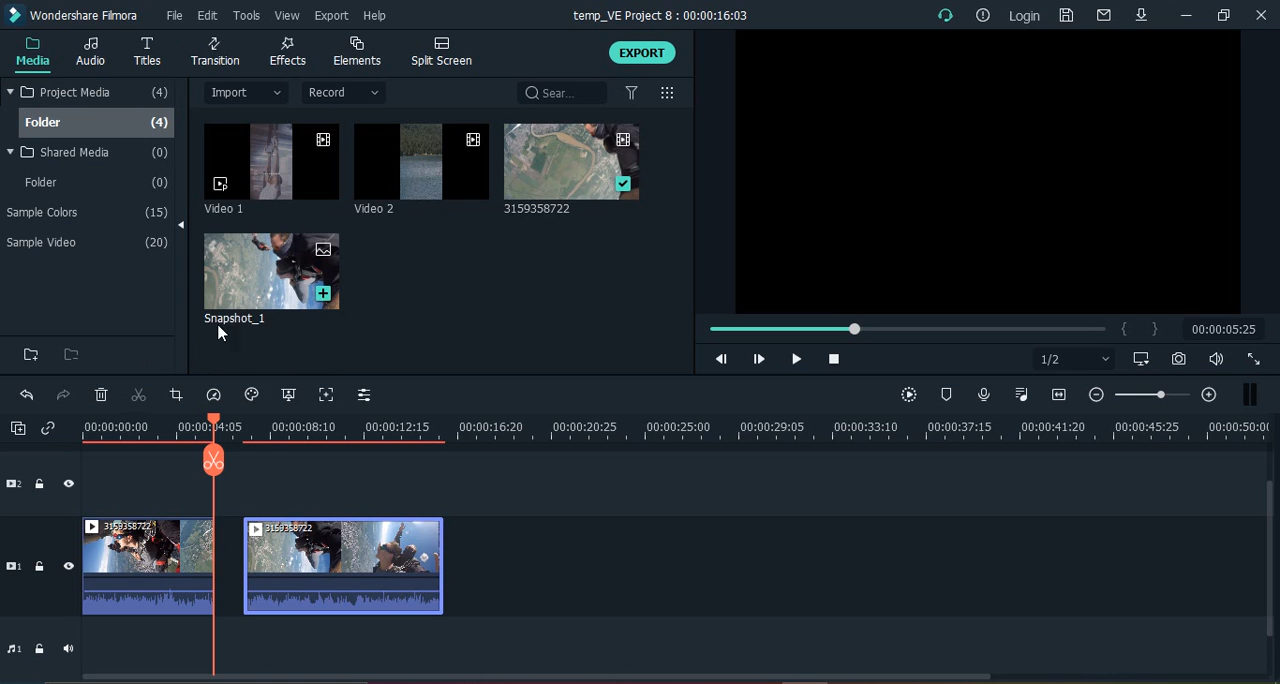 Wondershare Filmora File Edit Tools View Export Help temp_VE Project 8 : 00:00:16:03 Login
Media Audio Titles Transition Effects Elements Split Screen EXPORT
Project Media (4)
Folder (4)
Shared Media (0)
Folder (0)
Sample Colors (15)
Sample Video (20)
Import Record Sear...
Video 1 Video 2 3159358722
Snapshot_1
{ } 00:00:05:25
1/2
00:00:00:00 00:00:04:05 00:00:08:10 00:00:12:15 00:00:16:20 00:00:20:25 00:00:25:00 00:00:29:05 00:00:33:10 00:00:37:15 00:00:41:20 00:00:45:25 00:00:50:0
2
1 3159358722 3159358722
1